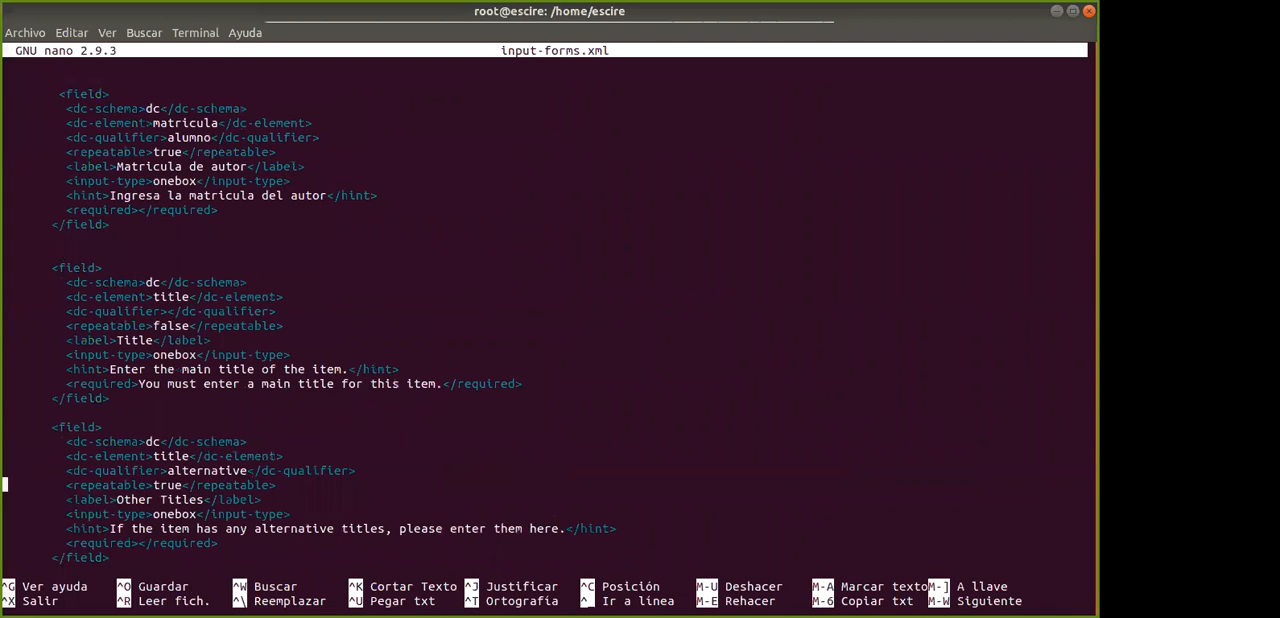 root@escire: /home/escire
Archivo Editar Ver Buscar Terminal Ayuda
GNU nano 2.9.3 input-forms.xml
<field>
<dc-schema>dc</dc-schema>
<dc-element>matricula</dc-element>
<dc-qualifier>alumno</dc-qualifier>
<repeatable>true</repeatable>
<label>Matricula de autor</label>
<input-type>onebox</input-type>
<hint>Ingresa la matricula del autor</hint>
<required></required>
</field>
<field>
<dc-schema>dc</dc-schema>
<dc-element>title</dc-element>
<dc-qualifier></dc-qualifier>
<repeatable>false</repeatable>
<label>Title</label>
<input-type>onebox</input-type>
<hint>Enter the main title of the item.</hint>
<required>You must enter a main title for this item.</required>
</field>
<field>
<dc-schema>dc</dc-schema>
<dc-element>title</dc-element>
<dc-qualifier>alternative</dc-qualifier>
<repeatable>true</repeatable>
<label>Other Titles</label>
<input-type>onebox</input-type>
<hint>If the item has any alternative titles, please enter them here.</hint>
<required></required>
</field>
^G Ver ayuda ^O Guardar ^W Buscar ^K Cortar Texto ^J Justificar ^C Posición M-U Deshacer M-A Marcar texto M-] A llave
^X Salir ^R Leer fich. ^\ Reemplazar ^U Pegar txt ^T Ortografía ^_ Ir a línea M-E Rehacer M-6 Copiar txt M-W Siguiente